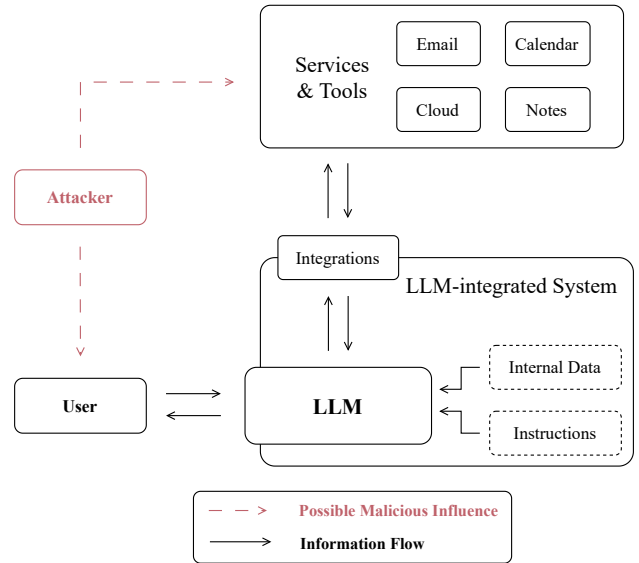 Services
& Tools
Email
Calendar
Cloud
Notes
Attacker
Integrations
LLM-integrated System
Internal Data
LLM
User
Instructions
Possible Malicious Influence
Information Flow